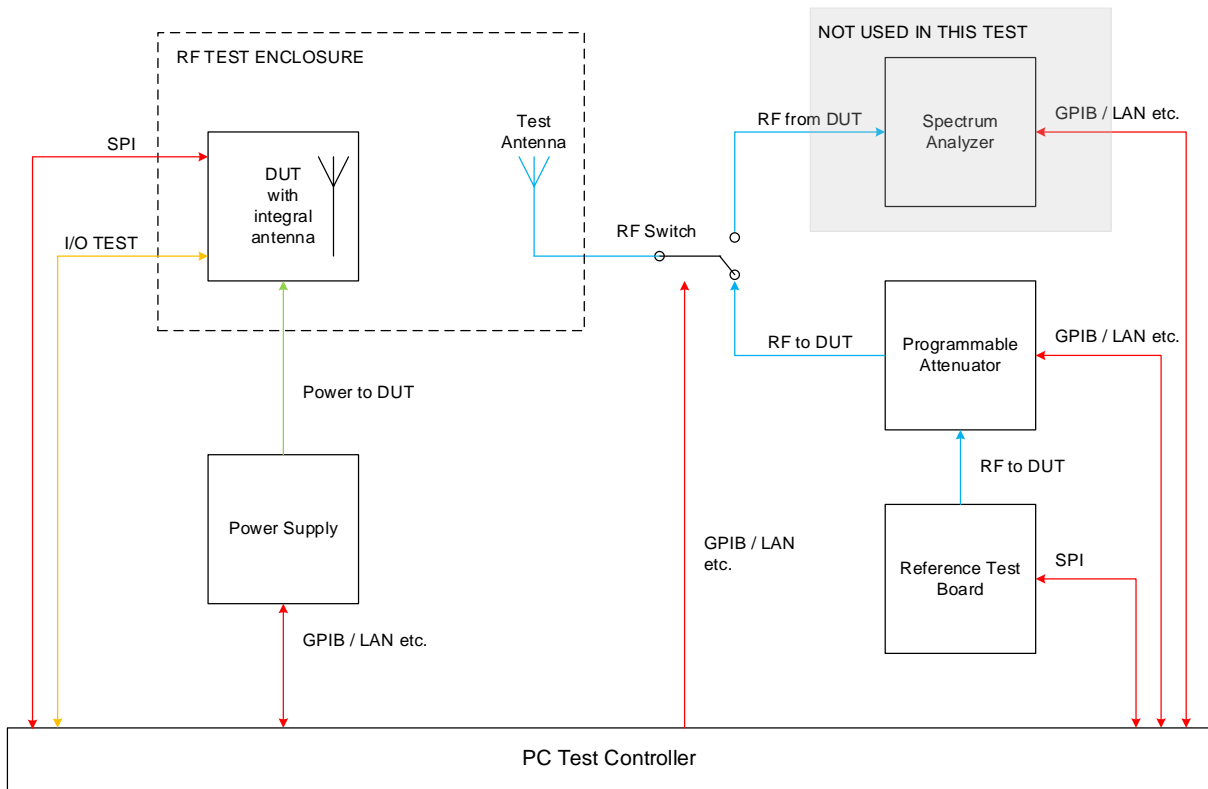 RF TEST ENCLOSURE
NOT USED IN THIS TEST
SPI
I/O TEST
DUT
with
integral
antenna
Test
Antenna
RF Switch
RF from DUT
Spectrum
Analyzer
GPIB / LAN etc.
RF to DUT
Programmable
Attenuator
GPIB / LAN etc.
Power to DUT
RF to DUT
Power Supply
GPIB / LAN
etc.
Reference Test
Board
SPI
GPIB / LAN etc.
PC Test Controller